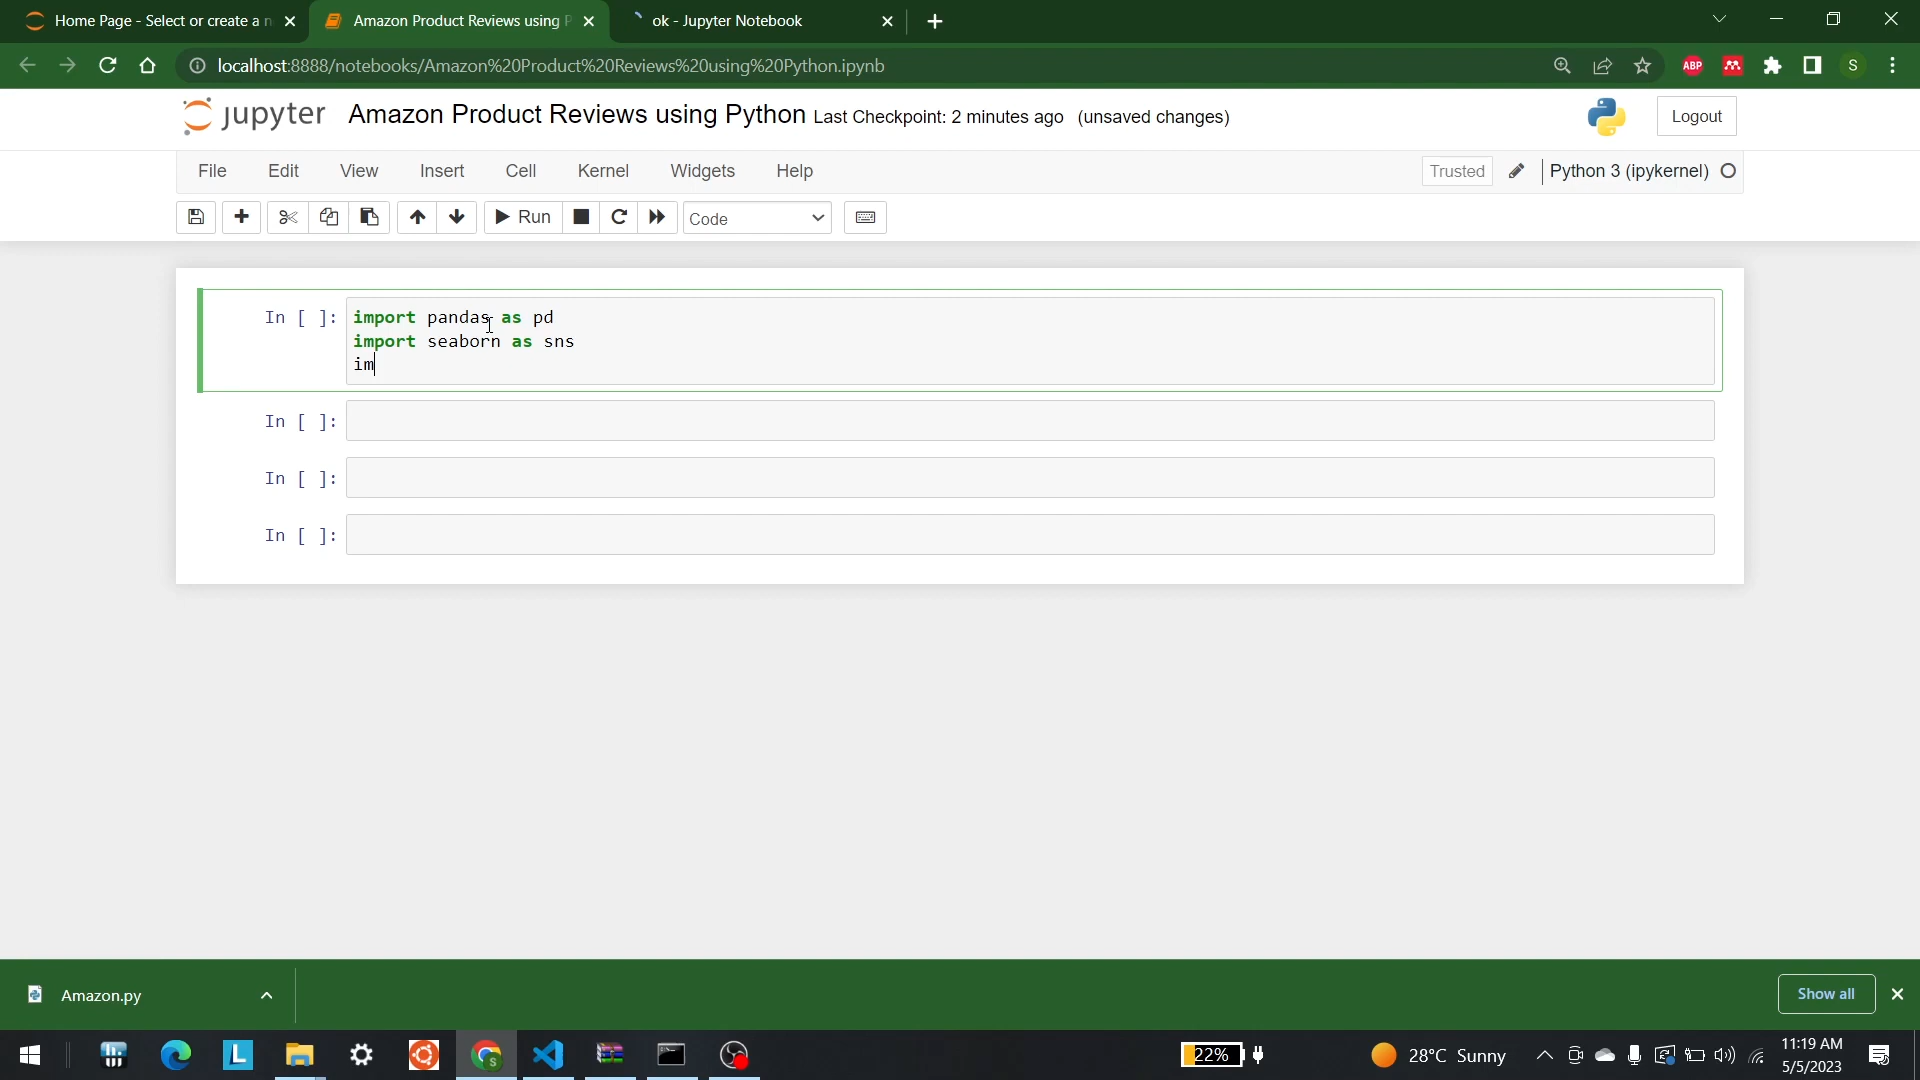 Home Page - Select or create a n
Amazon Product Reviews using P
ok - Jupyter Notebook
localhost:8888/notebooks/Amazon%20Product%20Reviews%20using%20Python.ipynb
ABP
S
jupyter Amazon Product Reviews using Python Last Checkpoint: 2 minutes ago (unsaved changes)
Logout
File Edit View Insert Cell Kernel Widgets Help
Trusted Python 3 (ipykernel)
Run Code
In [ ]: import pandas as pd
import seaborn as sns
im
In [ ]:
In [ ]:
In [ ]:
Amazon.py
Show all
L
S
22%
28°C Sunny
11:19 AM
5/5/2023